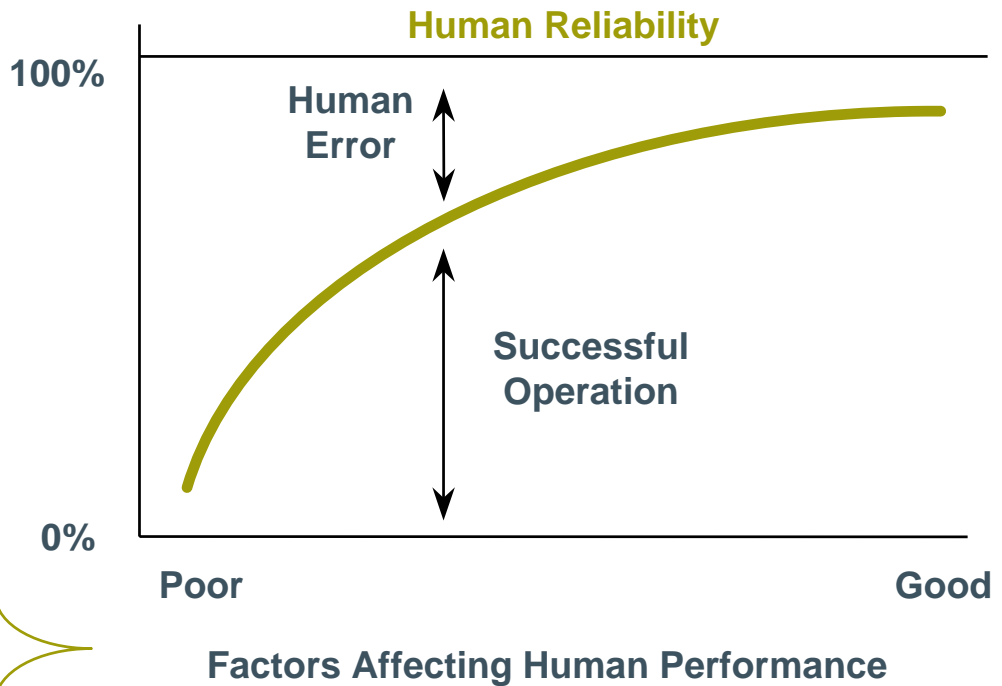 Human Reliability
100%
Human
Error
Successful
Operation
0%
Poor
Good
Factors Affecting Human Performance